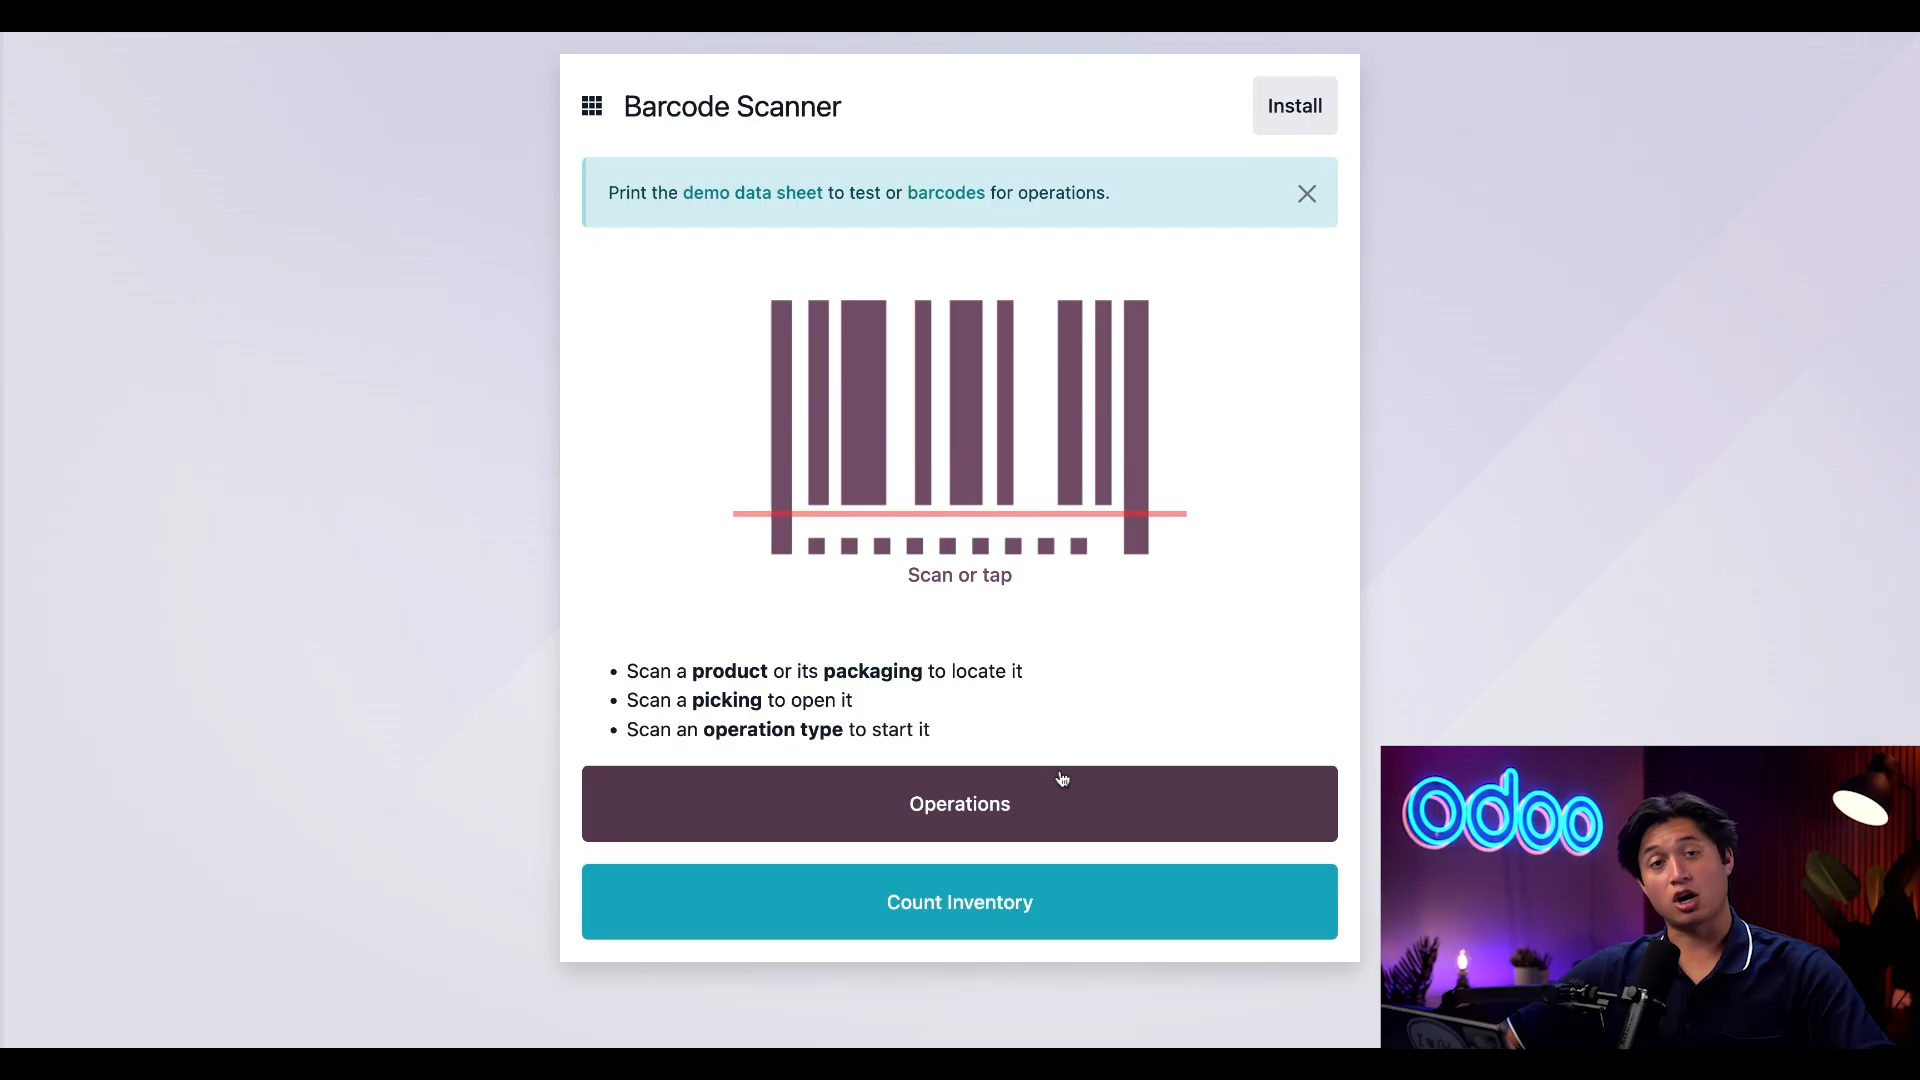 Barcode Scanner
Install
Print the demo data sheet to test or barcodes for operations.
Scan or tap
• Scan a product or its packaging to locate it
• Scan a picking to open it
• Scan an operation type to start it
Operations
Count Inventory
odoo